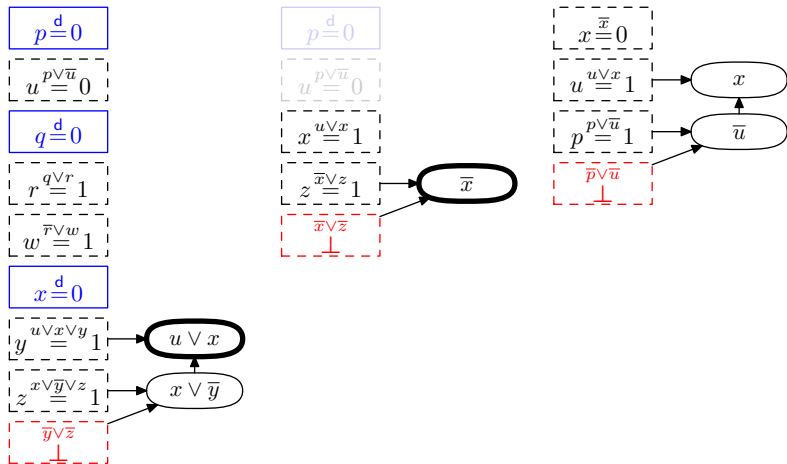 p =ᵈ 0
u =^{p∨u̅} 0
q =ᵈ 0
r =^{q∨r} 1
w =^{r̅∨w} 1
x =ᵈ 0
y =^{u∨x∨y} 1
u ∨ x
z =^{x∨y̅∨z} 1
x ∨ y̅
y̅∨z̅
⊥
p =ᵈ 0
u =^{p∨u̅} 0
x =^{u∨x} 1
z =^{x̅∨z} 1
x̅
x̅∨z̅
⊥
x =^{x̅} 0
u =^{u∨x} 1
x
p =^{p∨u̅} 1
u̅
p̅∨u̅
⊥